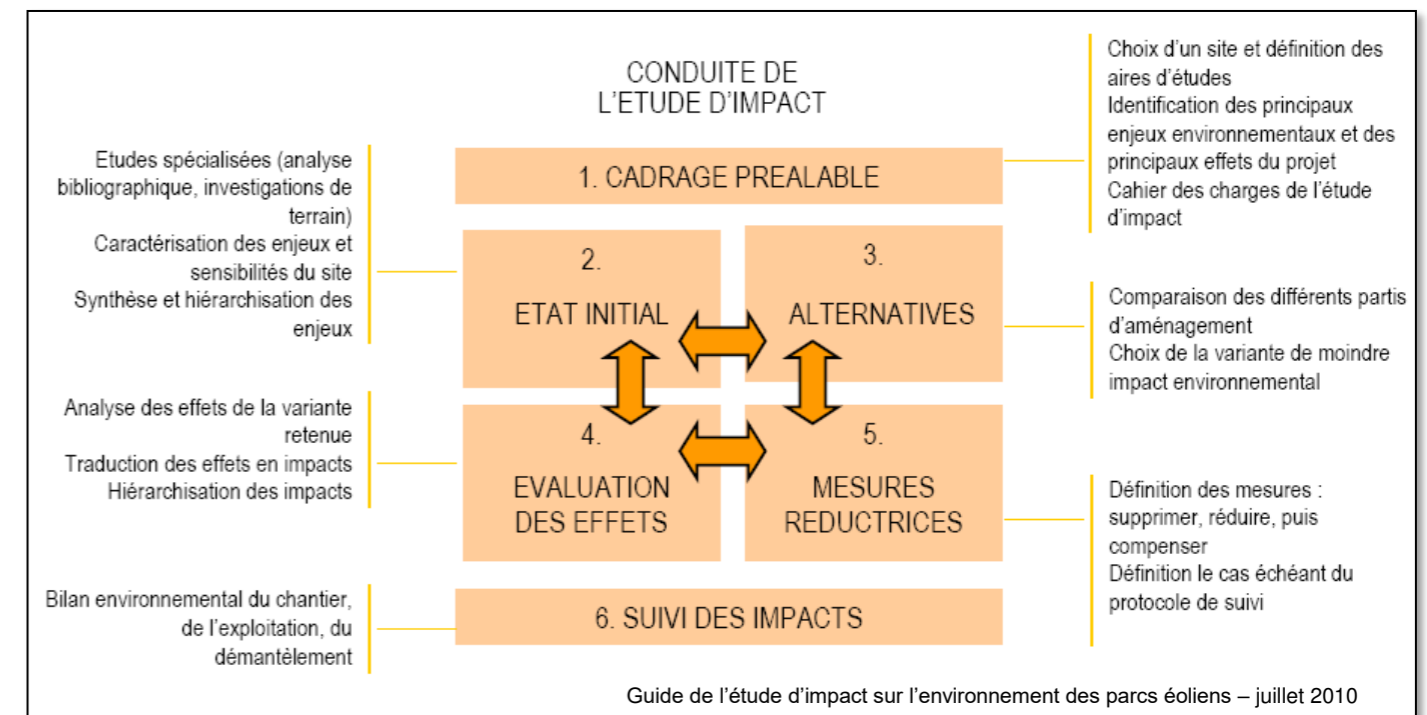 CONDUITE DE
L'ETUDE D'IMPACT
1. CADRAGE PREALABLE
Choix d'un site et définition des
aires d'études
Identification des principaux
enjeux environnementaux et des
principaux effets du projet
Cahier des charges de l'étude
d'impact
Etudes spécialisées (analyse
bibliographique, investigations de
terrain)
Caractérisation des enjeux et
sensibilités du site
Synthèse et hiérarchisation des
enjeux
2.
ETAT INITIAL
3.
ALTERNATIVES
Comparaison des différents partis
d'aménagement
Choix de la variante de moindre
impact environnemental
Analyse des effets de la variante
retenue
Traduction des effets en impacts
Hiérarchisation des impacts
4.
EVALUATION
DES EFFETS
5.
MESURES
REDUCTRICES
Définition des mesures :
supprimer, réduire, puis
compenser
Définition le cas échéant du
protocole de suivi
Bilan environnemental du chantier,
de l'exploitation, du
démantèlement
6. SUIVI DES IMPACTS
Guide de l'étude d'impact sur l'environnement des parcs éoliens – juillet 2010